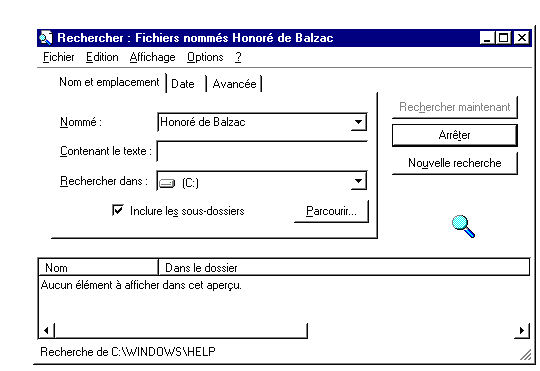 Rechercher : Fichiers nommés Honoré de Balzac
Fichier Edition Affichage Options ?
Nom et emplacement Date Avancée
Nommé : Honoré de Balzac
Contenant le texte :
Rechercher dans : (C:)
Inclure les sous-dossiers Parcourir...
Rechercher maintenant
Arrêter
Nouvelle recherche
Nom Dans le dossier
Aucun élément à afficher dans cet aperçu.
Recherche de C:\WINDOWS\HELP